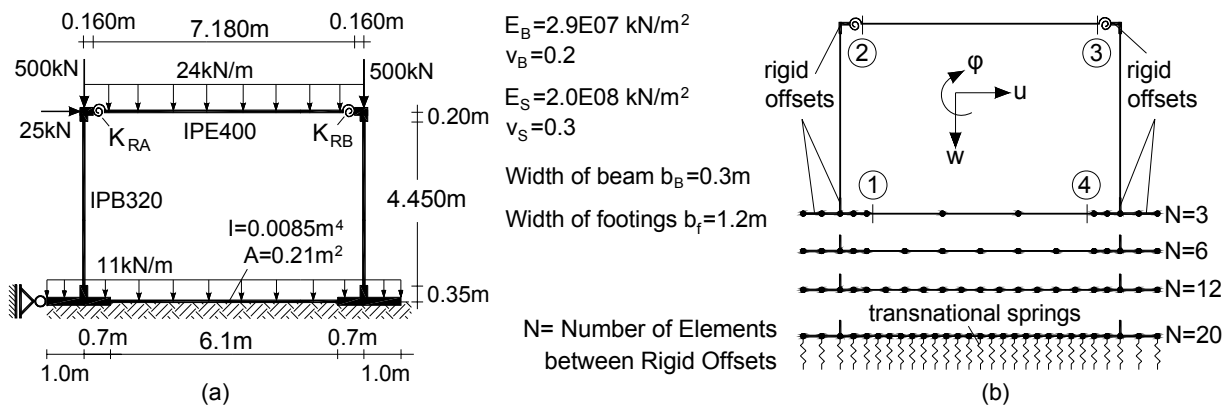 0.160m 0.160m
7.180m
500kN 500kN
24kN/m
25kN
K_RA K_RB
IPE400
0.20m
IPB320
4.450m
I=0.0085m⁴
A=0.21m²
11kN/m
0.35m
0.7m 0.7m
6.1m
1.0m 1.0m
(a)
E_B=2.9E07 kN/m²
v_B=0.2
E_S=2.0E08 kN/m²
v_S=0.3
Width of beam b_B=0.3m
Width of footings b_f=1.2m
N= Number of Elements
between Rigid Offsets
2 3
rigid
offsets
φ
u
w
rigid
offsets
1 4
N=3
N=6
N=12
transnational springs
N=20
(b)